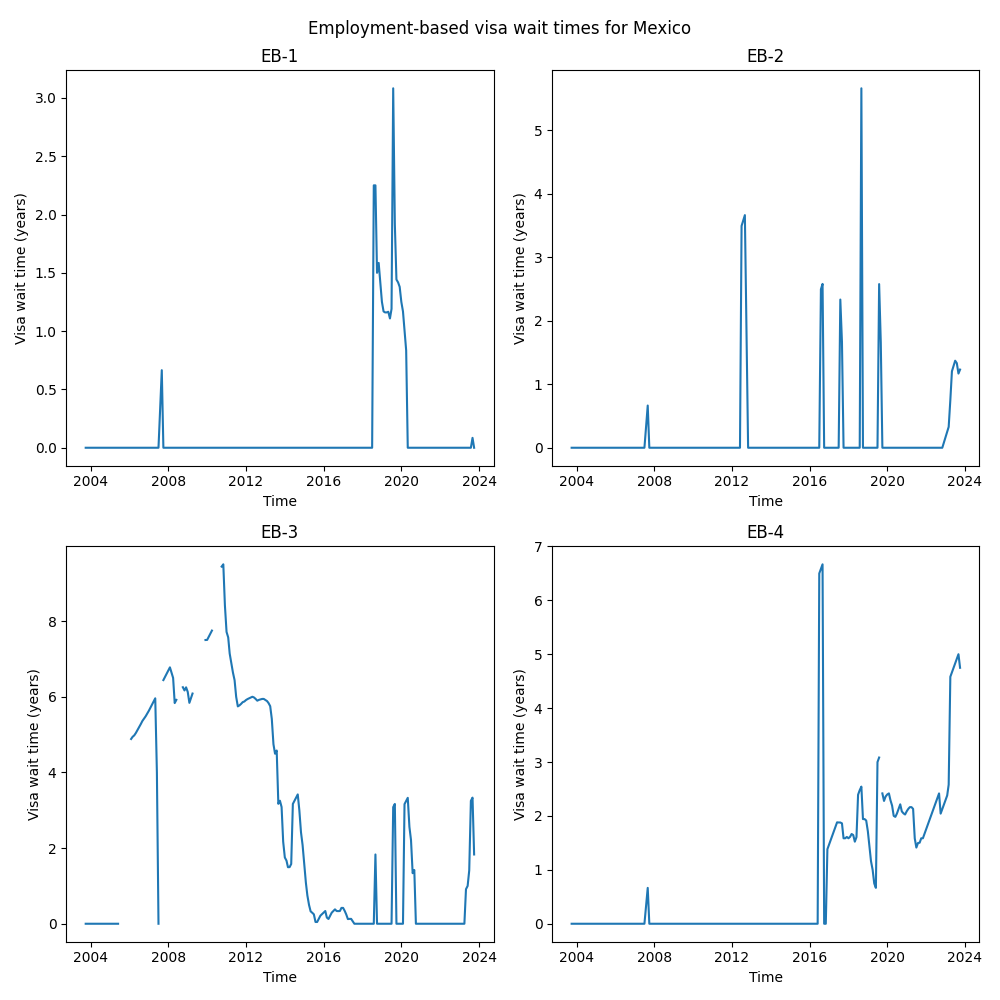 Employment-based visa wait times for Mexico
EB-1
Visa wait time (years)
3.0
2.5
2.0
1.5
1.0
0.5
0.0
2004 2008 2012 2016 2020 2024
Time
EB-2
Visa wait time (years)
5
4
3
2
1
0
2004 2008 2012 2016 2020 2024
Time
EB-3
Visa wait time (years)
8
6
4
2
0
2004 2008 2012 2016 2020 2024
Time
EB-4
Visa wait time (years)
7
6
5
4
3
2
1
0
2004 2008 2012 2016 2020 2024
Time